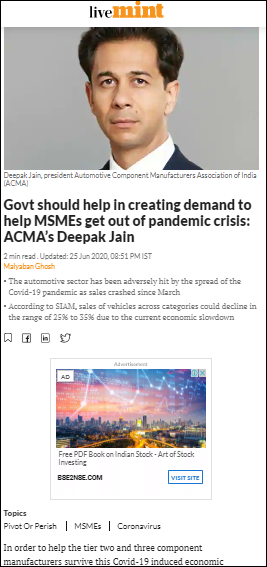 livemint
Deepak Jain, president Automotive Component Manufacturers Association of India
(ACMA)
Govt should help in creating demand to
help MSMEs get out of pandemic crisis:
ACMA's Deepak Jain
2 min read . Updated: 25 Jun 2020, 08:51 PM IST
Malyaban Ghosh
• The automotive sector has been adversely hit by the spread of the
Covid-19 pandemic as sales crashed since March
• According to SIAM, sales of vehicles across categories could decline in
the range of 25% to 35% due to the current economic slowdown
Advertisement
AD
Free PDF Book on Indian Stock - Art of Stock
Investing
BSE2NSE.COM
VISIT SITE
Topics
Pivot Or Perish | MSMEs | Coronavirus
In order to help the tier two and three component
manufacturers survive this Covid-19 induced economic